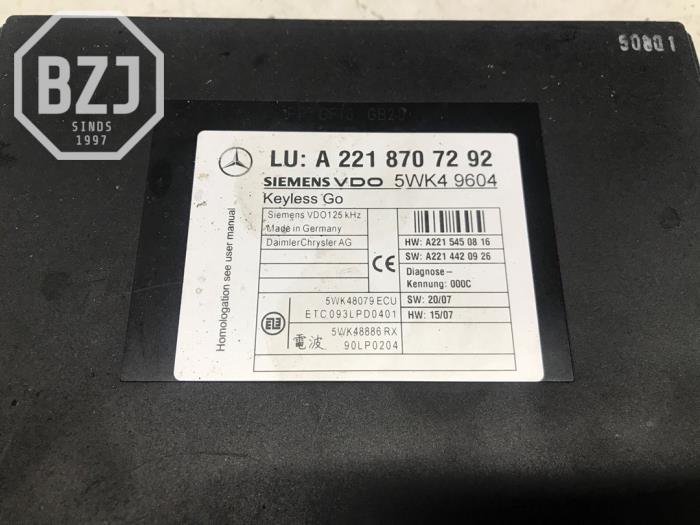 BZJ
SINDS
1997
50801
LU: A 221 870 72 92
SIEMENS VDO 5WK4 9604
Keyless Go
Siemens VDO125 kHz
Made in Germany
DaimlerChrysler AG
Homologation see user manual
CE
HW: A221 545 08 16
SW: A221 442 09 26
Diagnose-
Kennung: 000C
SW: 20/07
HW: 15/07
5WK48079 ECU
ETC093LPD0401
5WK48886 RX
電波 90LP0204